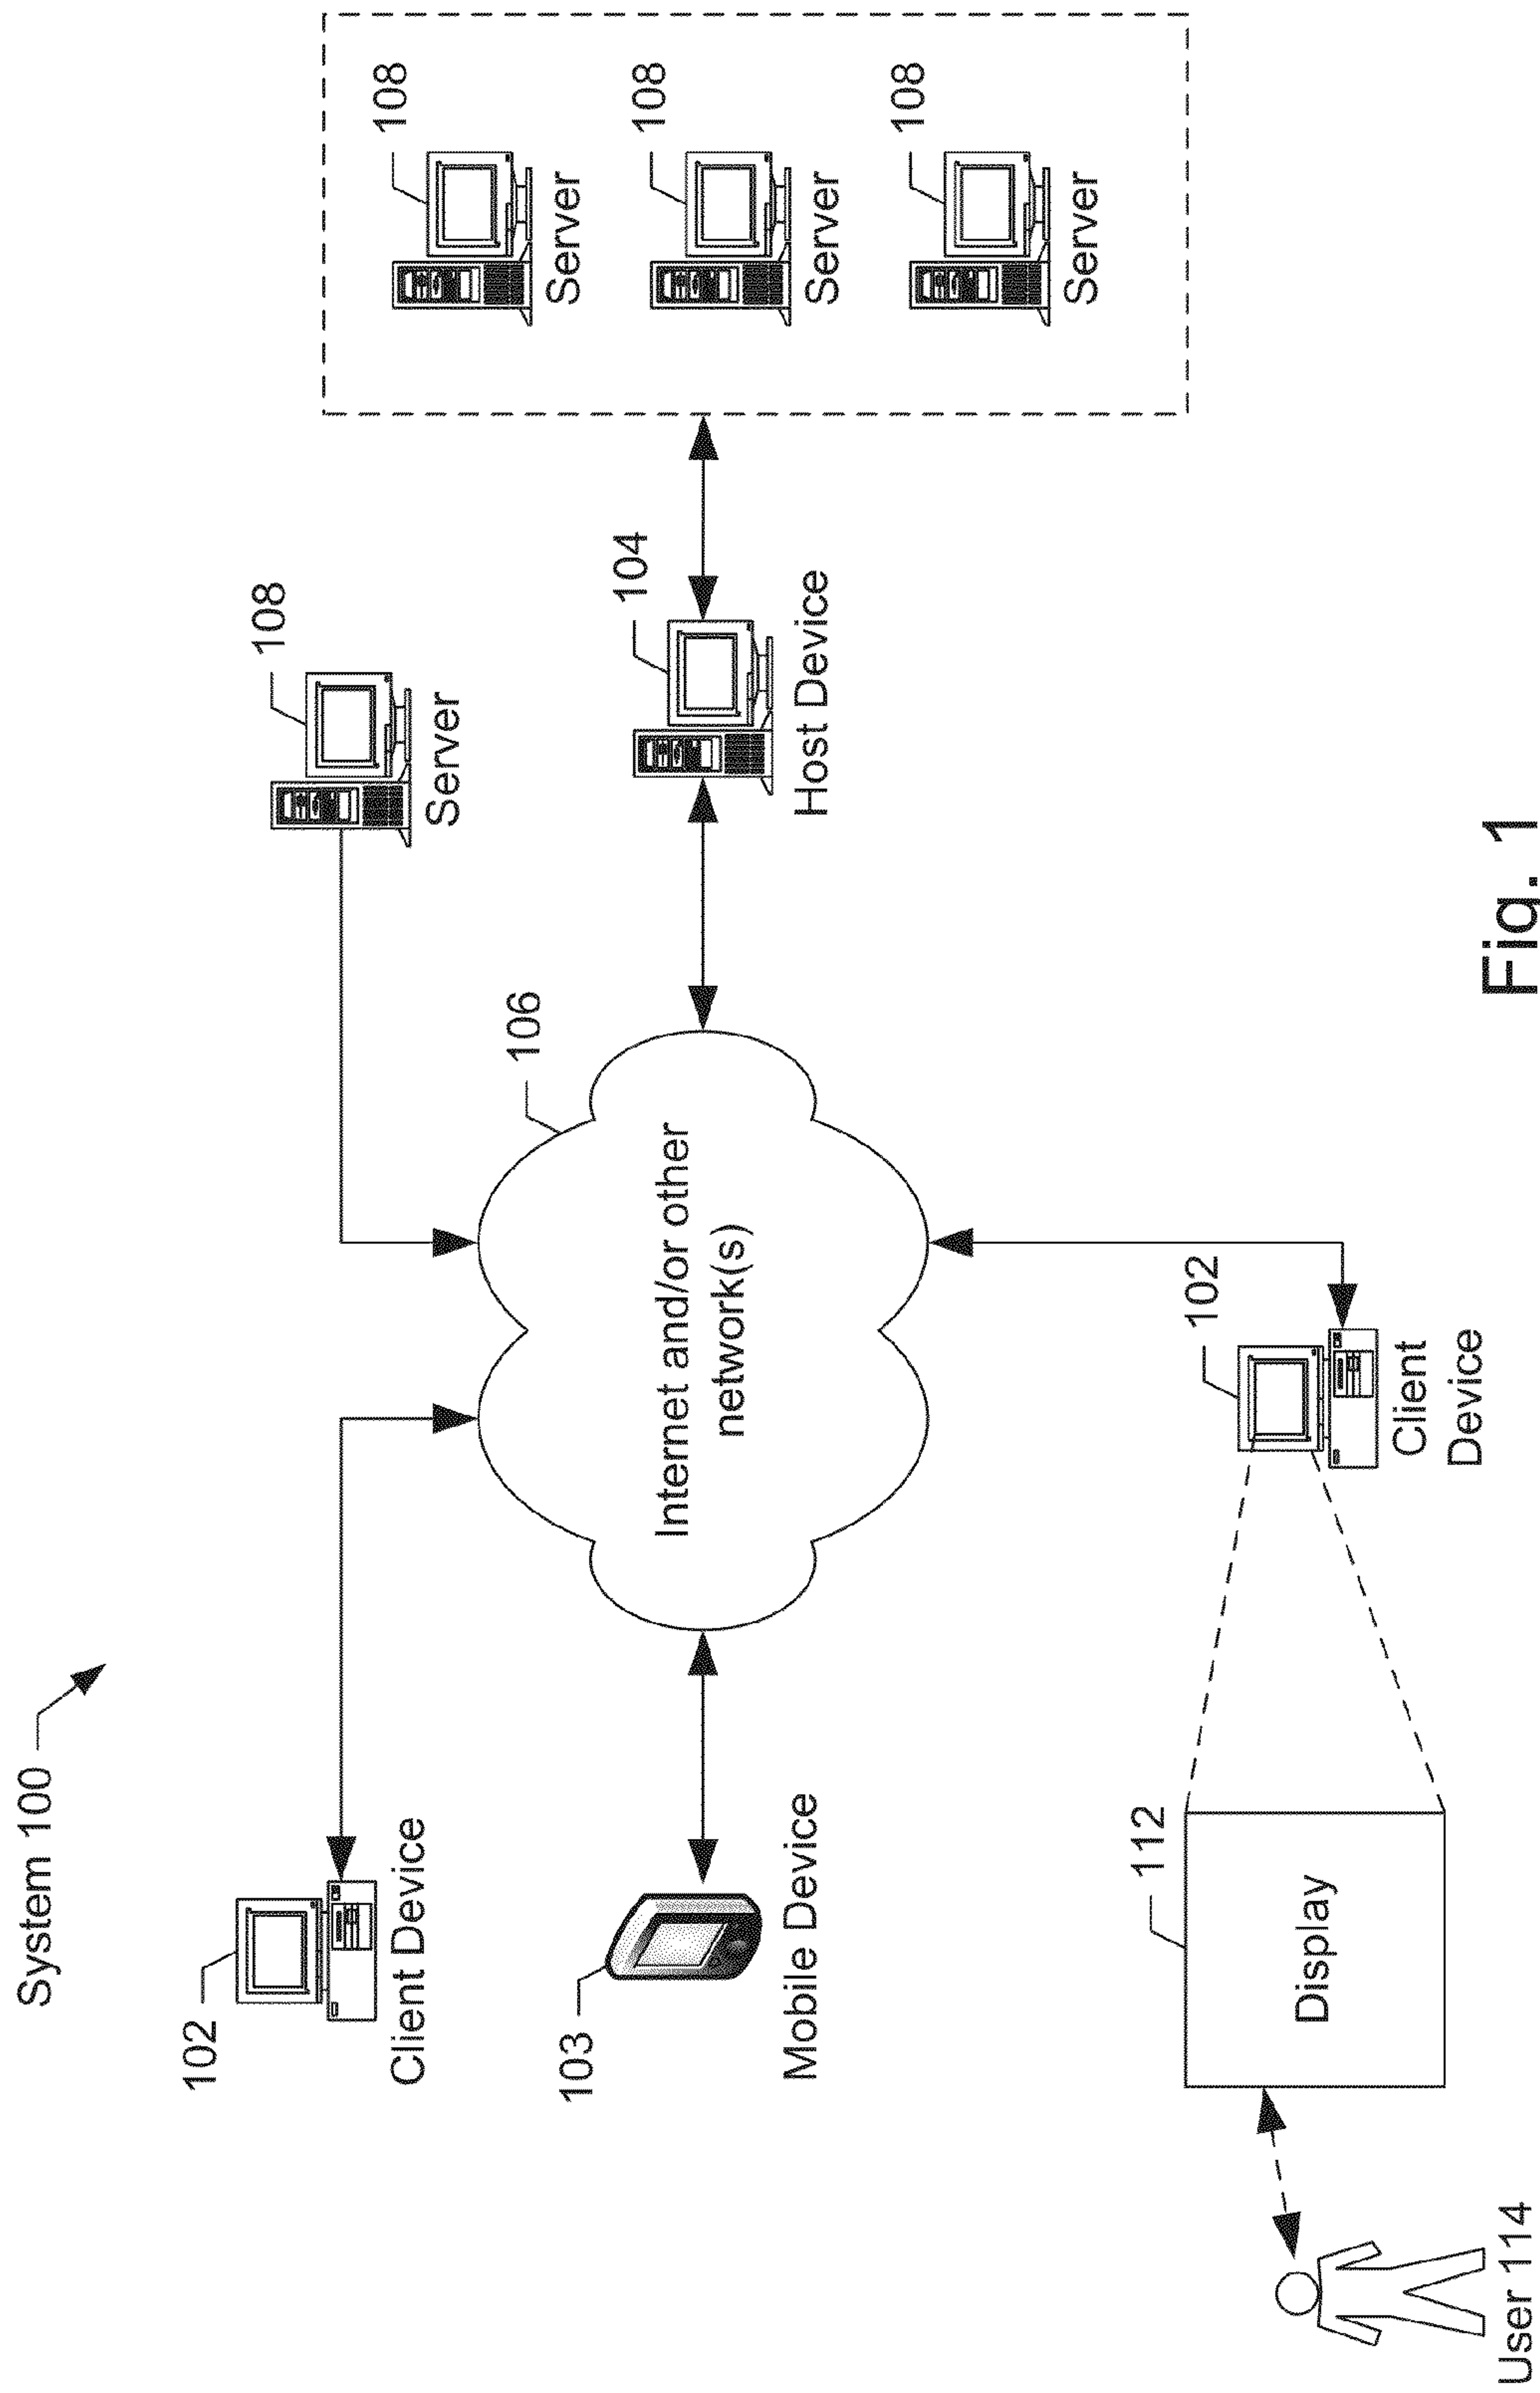 System 100
102
Client Device
108
Server
103
Mobile Device
106
Internet and/or other
network(s)
104
Host Device
108
Server
108
Server
108
Server
112
Display
102
Client
Device
User 114
Fig. 1